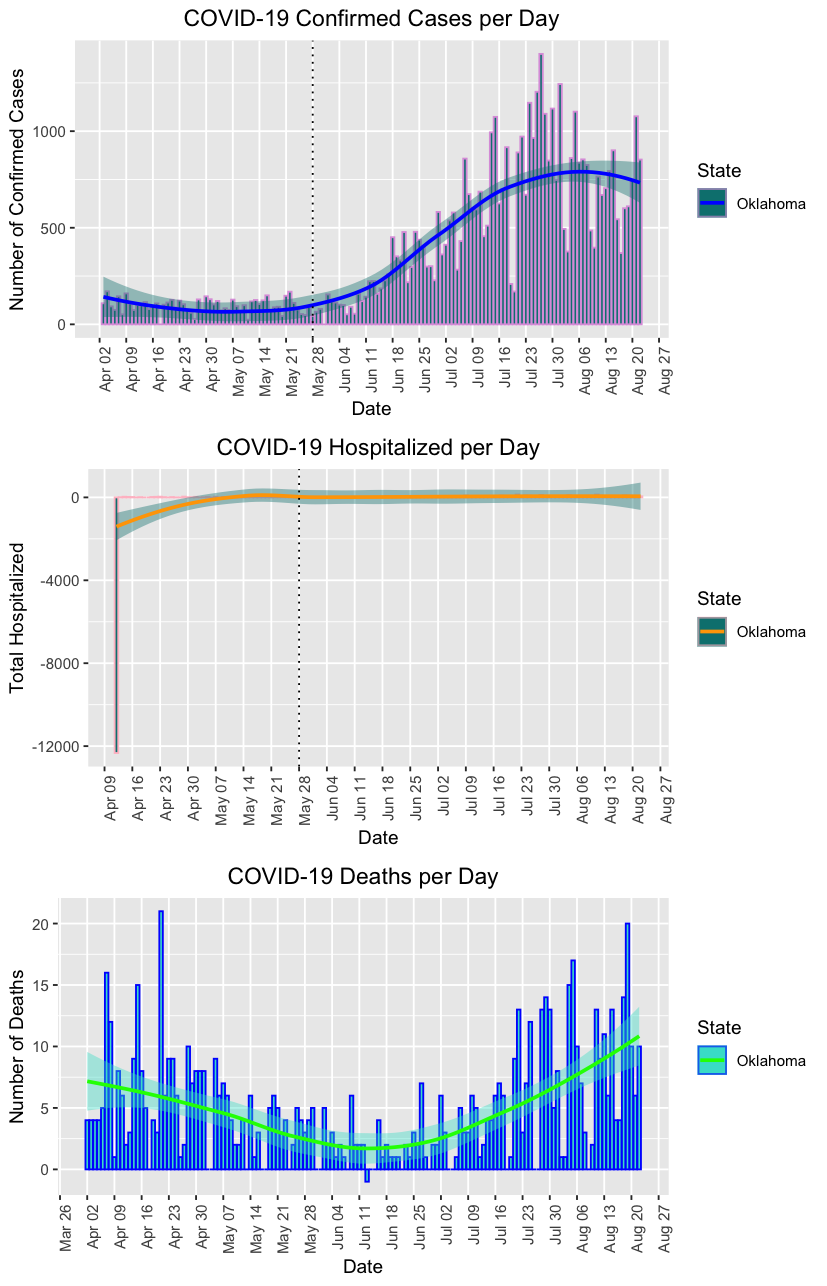 COVID-19 Confirmed Cases per Day
Number of Confirmed Cases
1000
500
0
Apr 02
Apr 09
Apr 16
Apr 23
Apr 30
May 07
May 14
May 21
May 28
Jun 04
Jun 11
Jun 18
Jun 25
Jul 02
Jul 09
Jul 16
Jul 23
Jul 30
Aug 06
Aug 13
Aug 20
Aug 27
Date
State
Oklahoma
COVID-19 Hospitalized per Day
Total Hospitalized
0
-4000
-8000
-12000
Apr 09
Apr 16
Apr 23
Apr 30
May 07
May 14
May 21
May 28
Jun 04
Jun 11
Jun 18
Jun 25
Jul 02
Jul 09
Jul 16
Jul 23
Jul 30
Aug 06
Aug 13
Aug 20
Aug 27
Date
State
Oklahoma
COVID-19 Deaths per Day
Number of Deaths
20
15
10
5
0
Mar 26
Apr 02
Apr 09
Apr 16
Apr 23
Apr 30
May 07
May 14
May 21
May 28
Jun 04
Jun 11
Jun 18
Jun 25
Jul 02
Jul 09
Jul 16
Jul 23
Jul 30
Aug 06
Aug 13
Aug 20
Aug 27
Date
State
Oklahoma